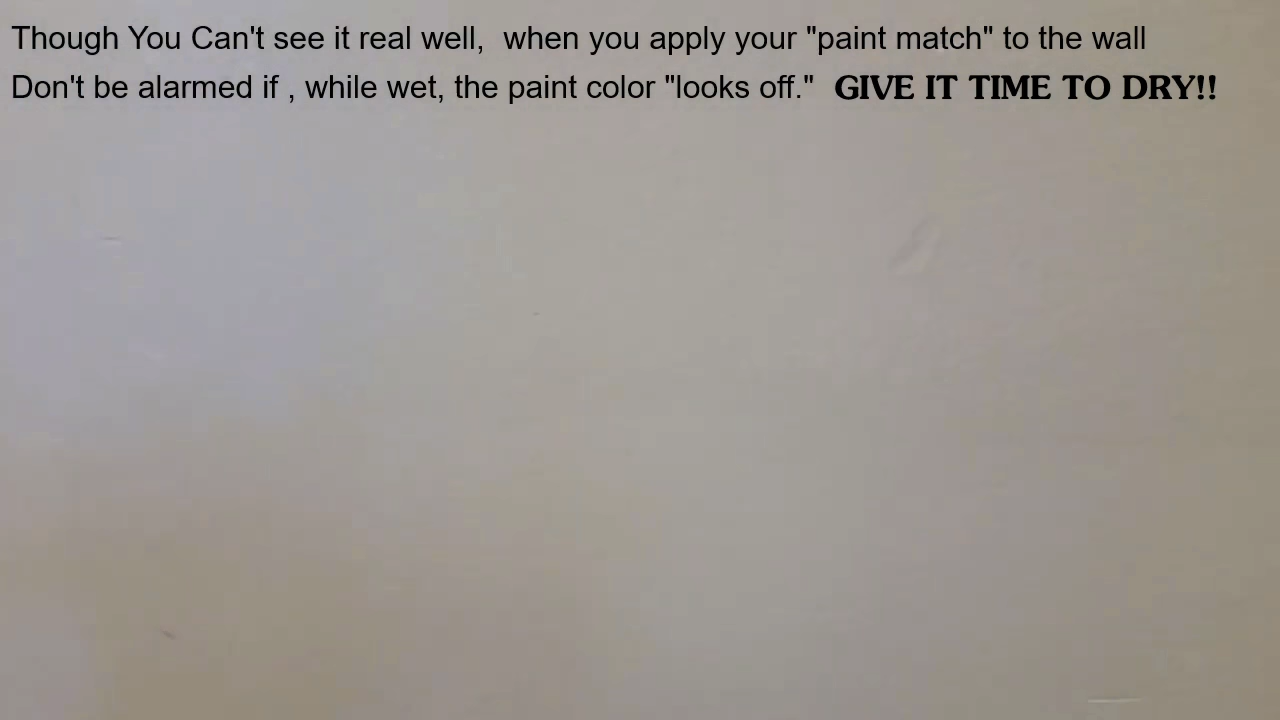 Though You Can't see it real well,  when you apply your "paint match" to the wall
Don't be alarmed if , while wet, the paint color "looks off."  GIVE IT TIME TO DRY!!